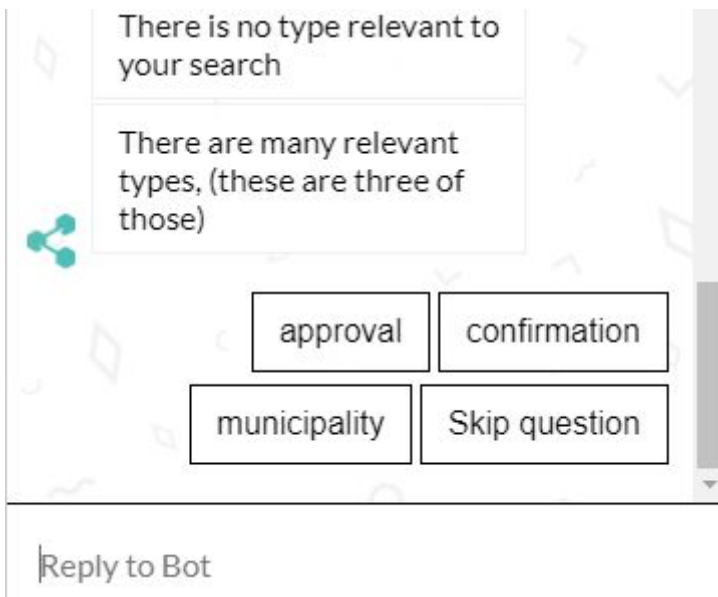 There is no type relevant to
your search
There are many relevant
types, (these are three of
those)
approval
confirmation
municipality
Skip question
Reply to Bot